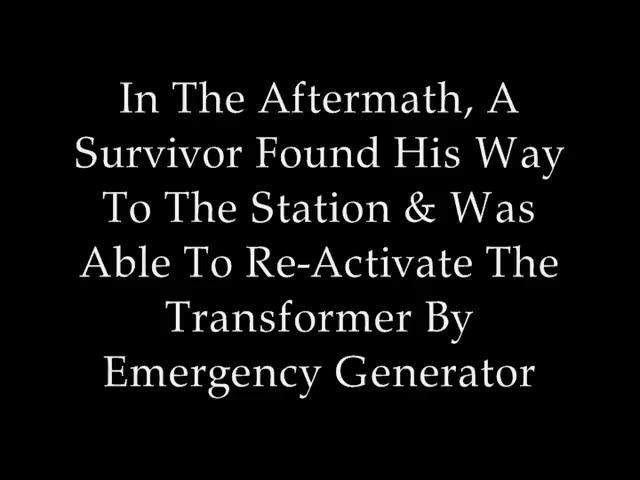 In The Aftermath, A
Survivor Found His Way
To The Station & Was
Able To Re-Activate The
Transformer By
Emergency Generator